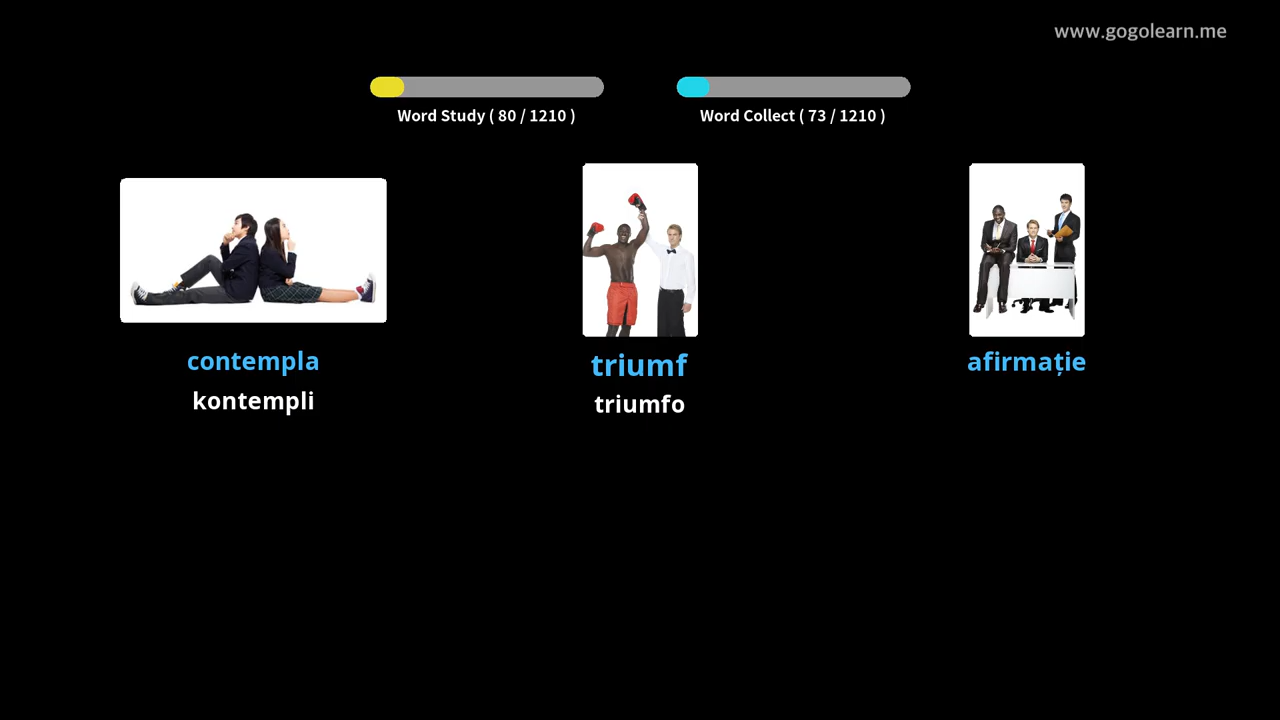 www.gogolearn.me
Word Study ( 80 / 1210 )
Word Collect ( 73 / 1210 )
contempla
kontempli
triumf
triumfo
afirmație